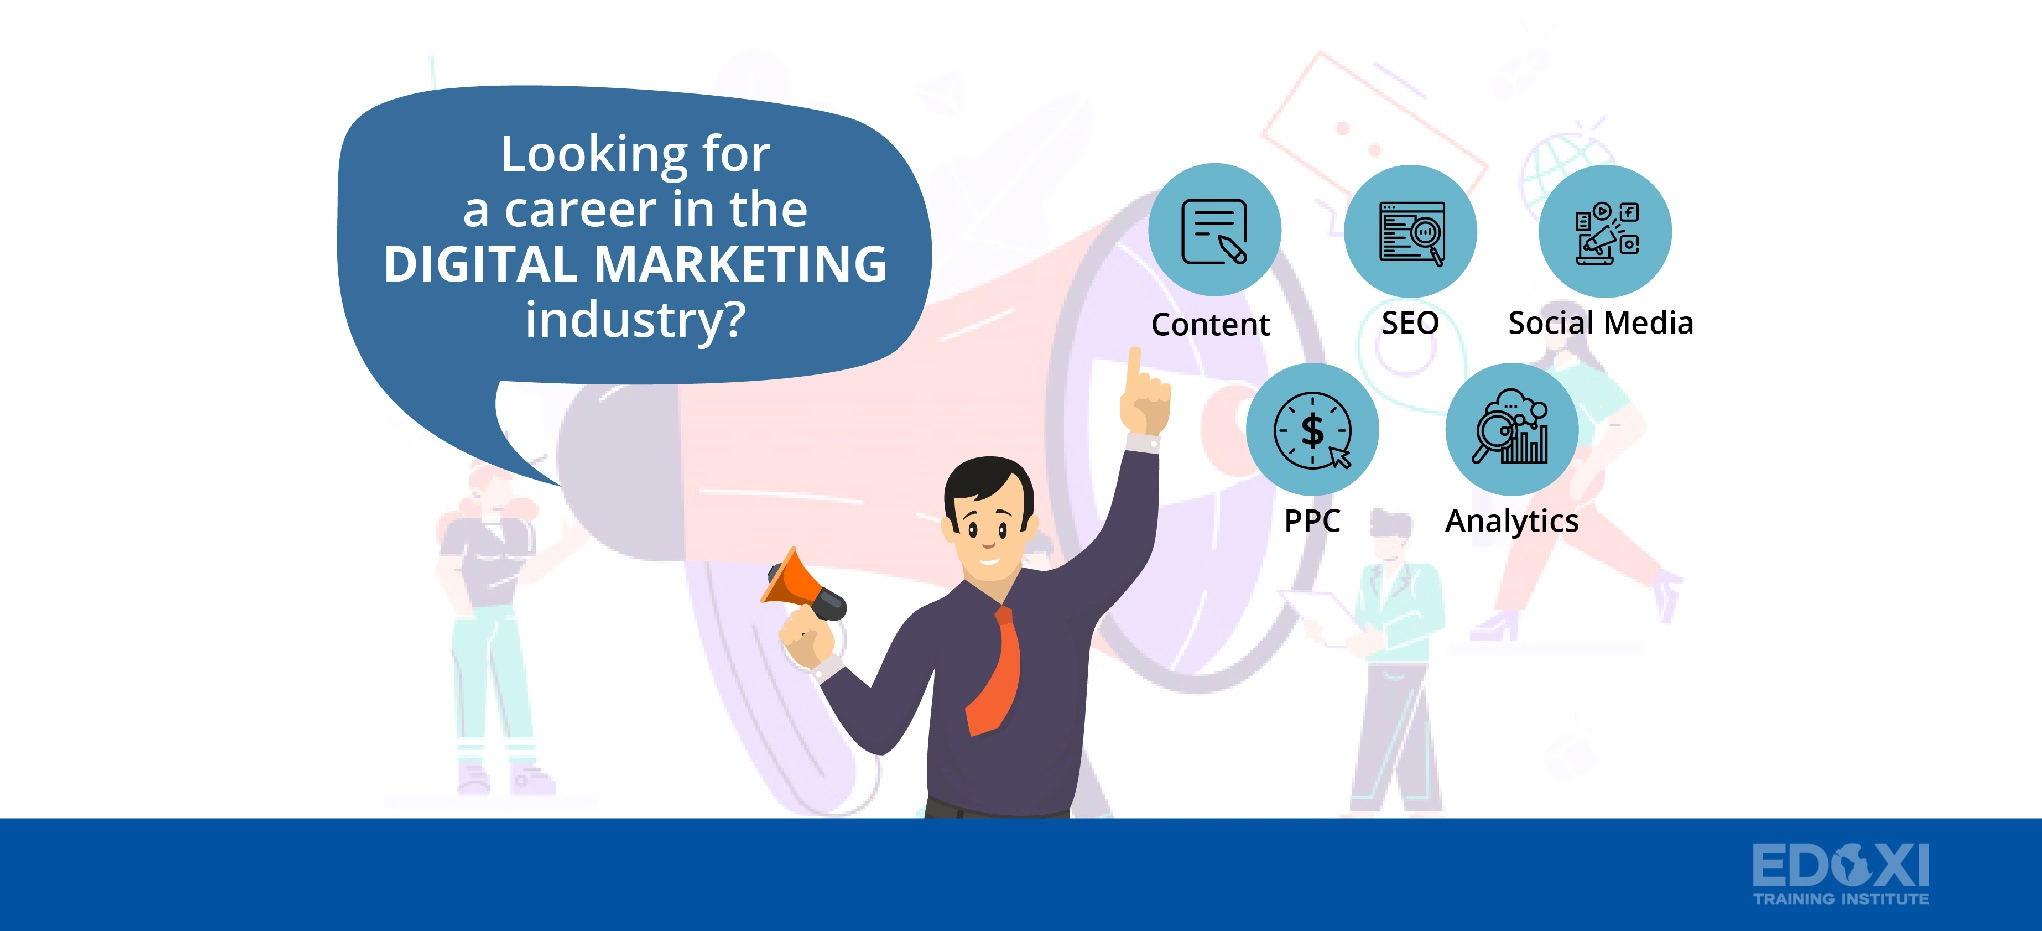 Looking for
a career in the
DIGITAL MARKETING
industry?
Content
SEO
Social Media
$
PPC
Analytics
EDOXI
TRAINING INSTITUTE